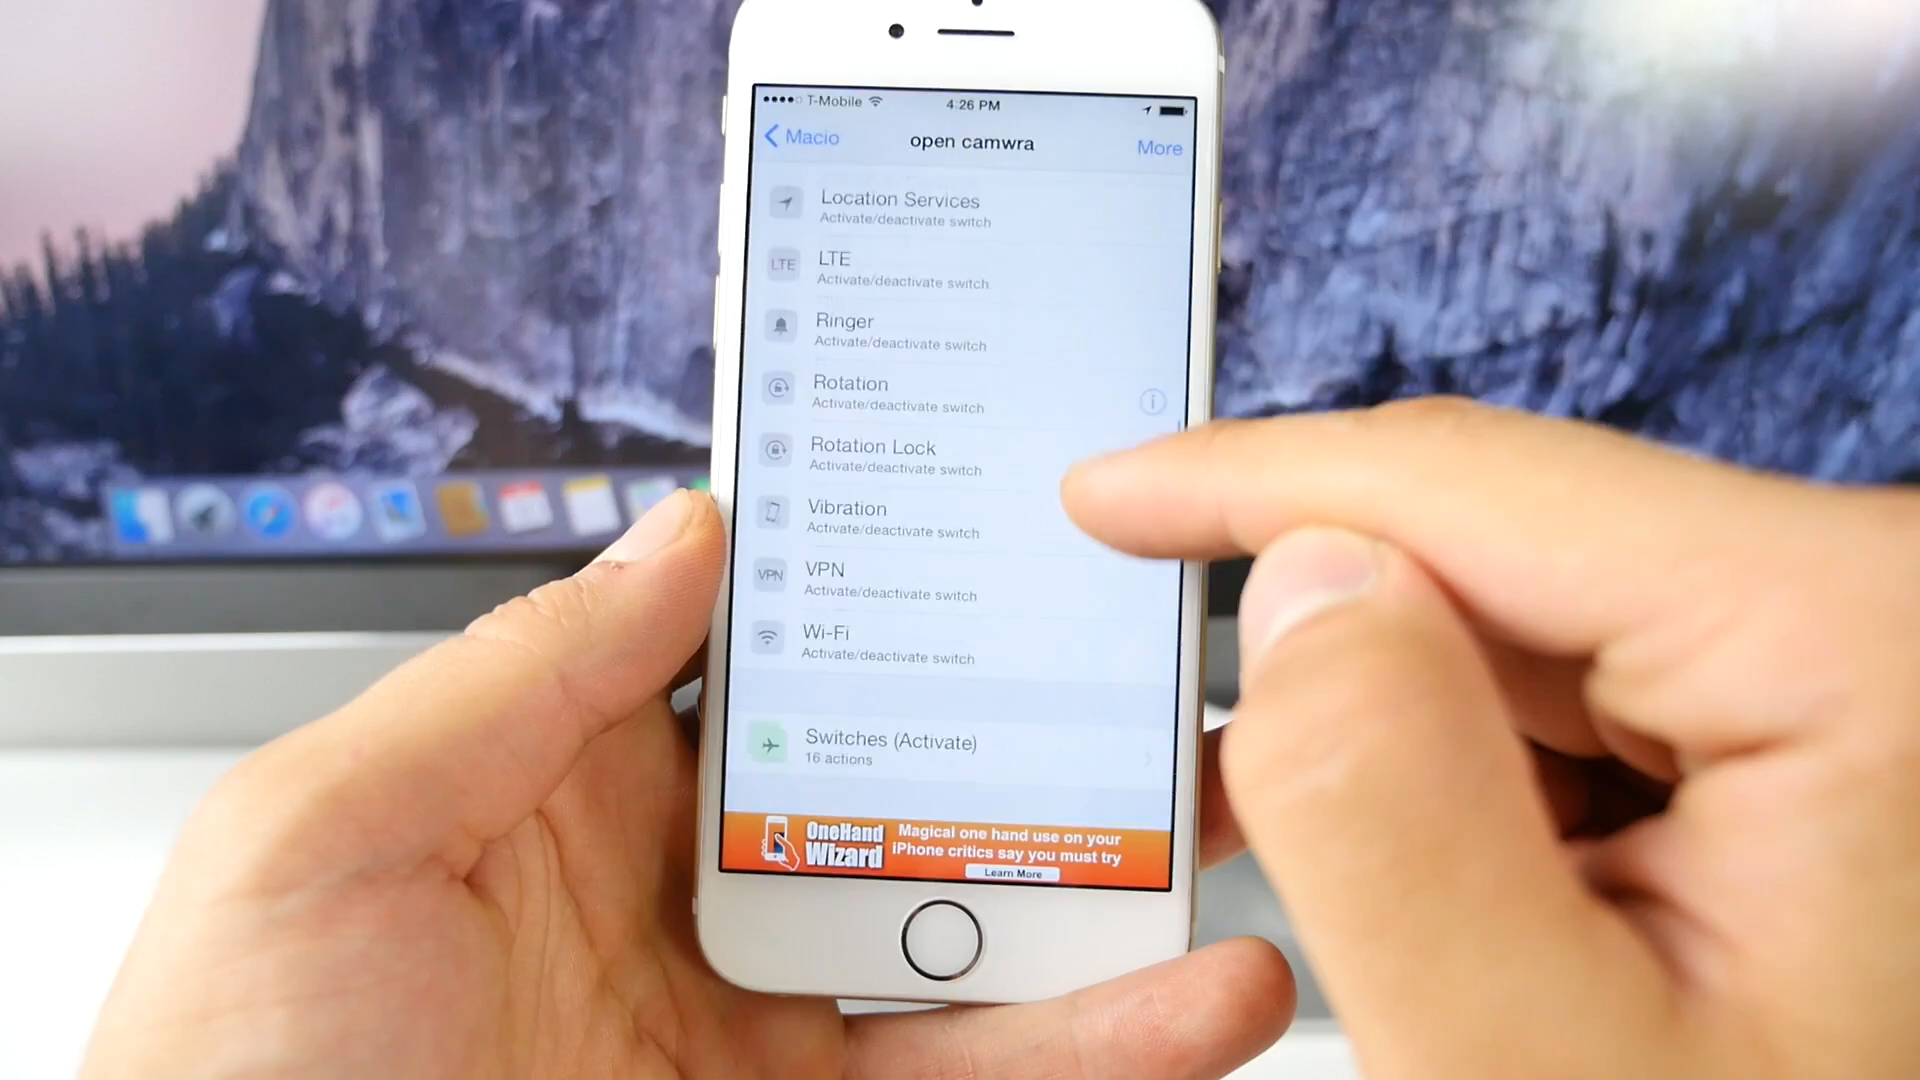 T-Mobile 4:26 PM
Macio open camwra More
Location Services
Activate/deactivate switch
LTE LTE
Activate/deactivate switch
Ringer
Activate/deactivate switch
Rotation
Activate/deactivate switch
Rotation Lock
Activate/deactivate switch
Vibration
Activate/deactivate switch
VPN VPN
Activate/deactivate switch
Wi-Fi
Activate/deactivate switch
Switches (Activate)
16 actions
OneHand Wizard
Magical one hand use on your
iPhone critics say you must try
Learn More